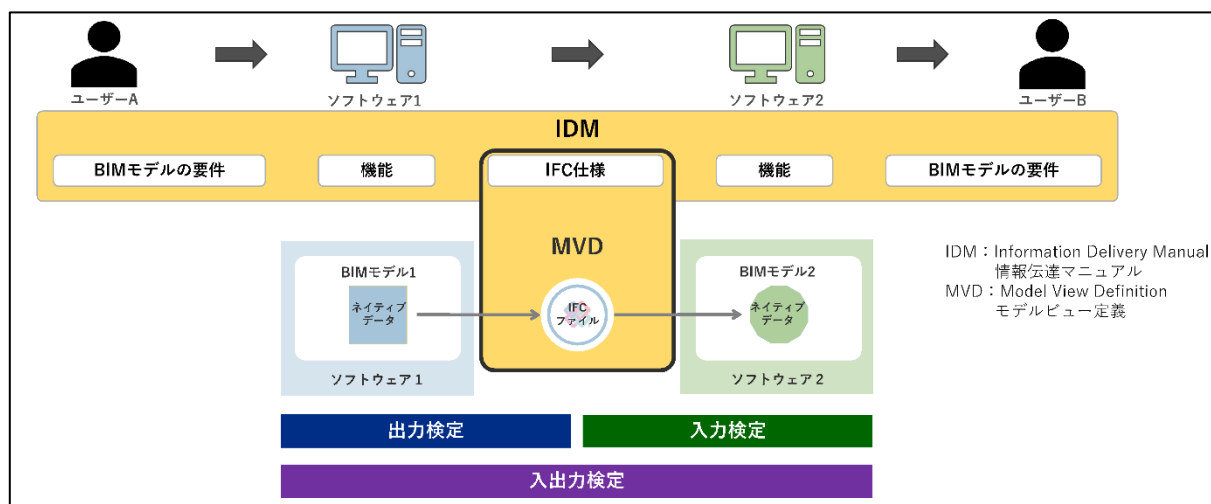 ユーザーA
ソフトウェア1
ソフトウェア2
ユーザーB
IDM
BIMモデルの要件
機能
IFC仕様
機能
BIMモデルの要件
MVD
BIMモデル1
ネイティブ
データ
IFC
ファイル
BIMモデル2
ネイティブ
データ
ソフトウェア1
ソフトウェア2
IDM：Information Delivery Manual
情報伝達マニュアル
MVD：Model View Definition
モデルビュー定義
出力検定
入力検定
入出力検定